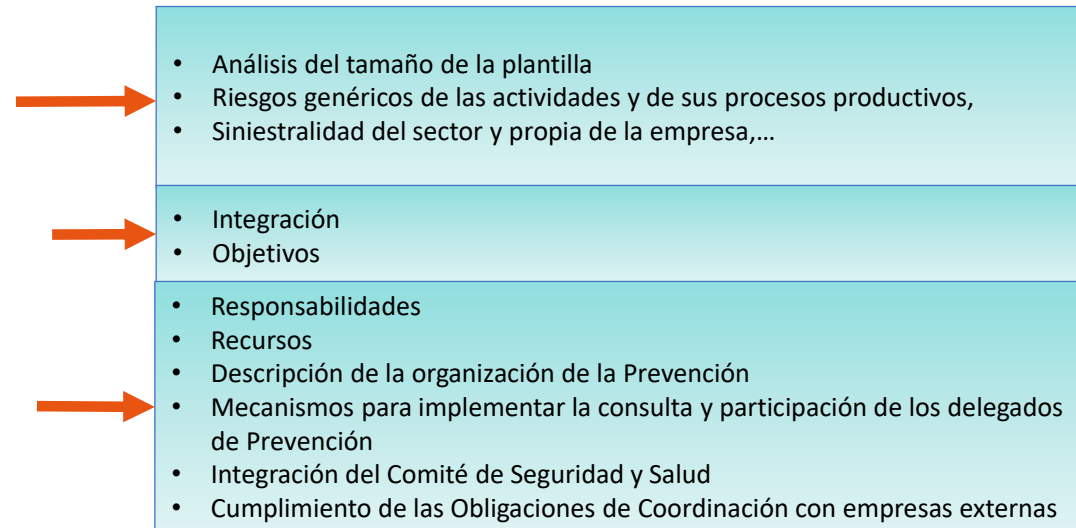 • Análisis del tamaño de la plantilla
• Riesgos genéricos de las actividades y de sus procesos productivos,
• Siniestralidad del sector y propia de la empresa,…
• Integración
• Objetivos
• Responsabilidades
• Recursos
• Descripción de la organización de la Prevención
• Mecanismos para implementar la consulta y participación de los delegados
de Prevención
• Integración del Comité de Seguridad y Salud
• Cumplimiento de las Obligaciones de Coordinación con empresas externas